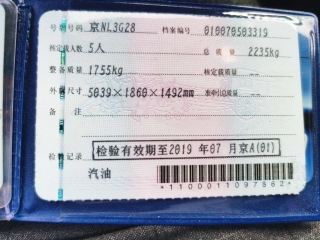 号牌号码 京NL3G28 档案编号 010070503319
核定载人数 5人 总质量 2235kg
整备质量 1755kg 核定载质量 --
外廓尺寸 5039×1860×1492mm 准牵引总质量 --
备注
检验记录 检验有效期至2019年07月京A(01)
汽油
*1100011097862*